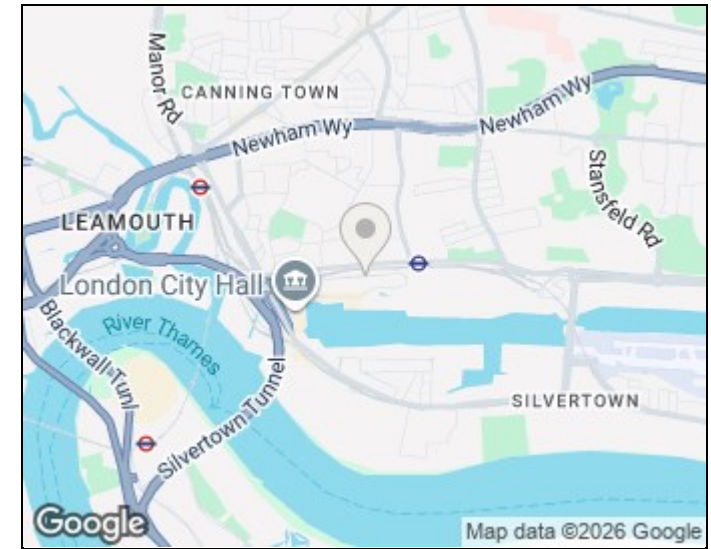 Manor Rd
CANNING TOWN
Newham Wy
Newham Wy
Stansfeld Rd
LEAMOUTH
London City Hall
River Thames
Blackwall Tunl
Silvertown Tunnel
SILVERTOWN
Google
Map data ©2026 Google